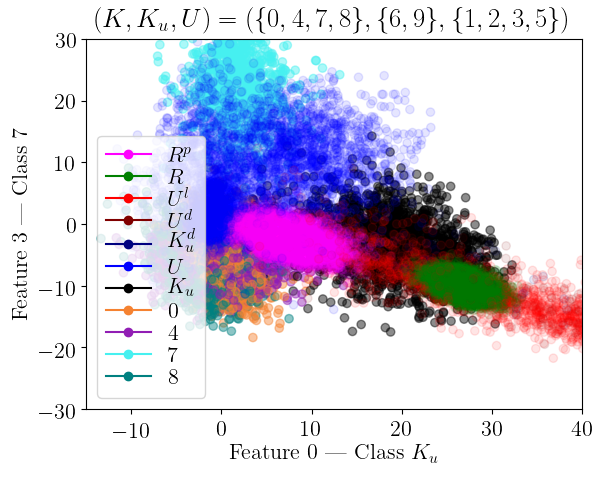 (K, K_u, U) = ({0, 4, 7, 8}, {6, 9}, {1, 2, 3, 5})
Feature 3 — Class 7
30
20
10
0
−10
−20
−30
R^p
R
U^l
U^d
K_u^d
U
K_u
0
4
7
8
−10
0
10
20
30
40
Feature 0 — Class K_u